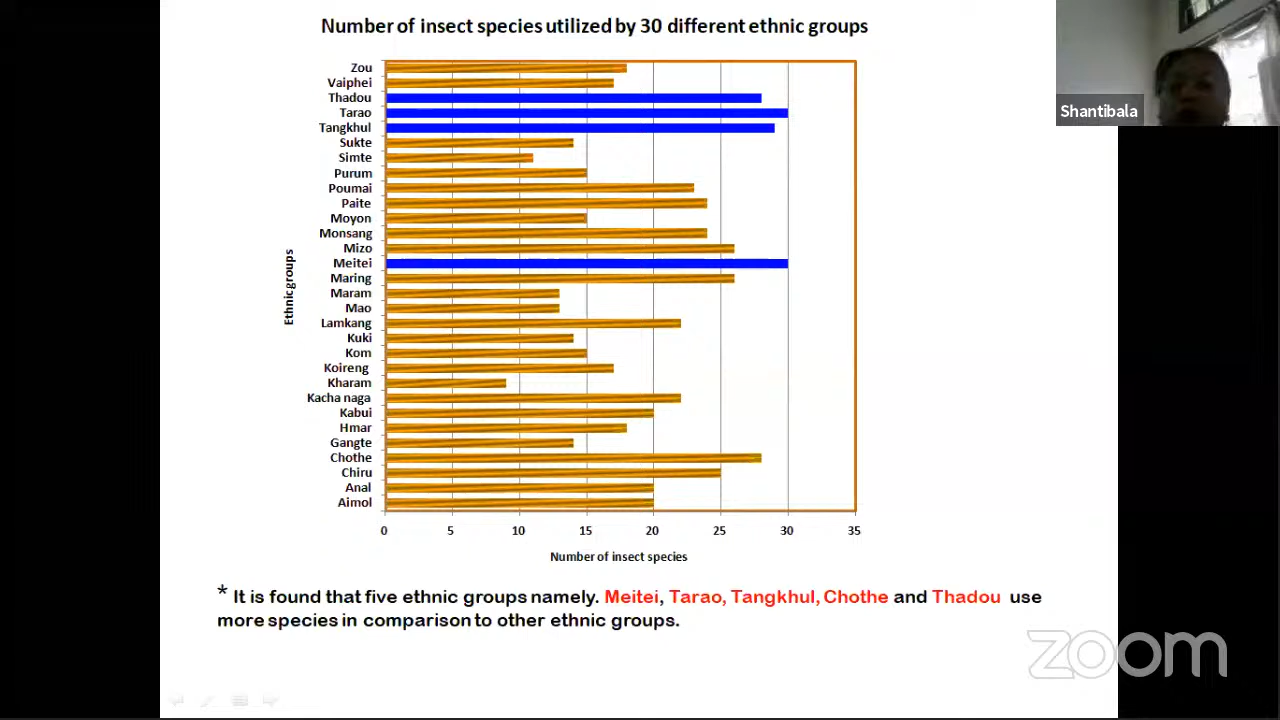 Number of insect species utilized by 30 different ethnic groups
Shantibala
Zou
Vaiphei
Thadou
Tarao
Tangkhul
Sukte
Simte
Purum
Poumai
Paite
Moyon
Monsang
Mizo
Meitei
Maring
Maram
Mao
Lamkang
Kuki
Kom
Koireng
Kharam
Kacha naga
Kabui
Hmar
Gangte
Chothe
Chiru
Anal
Aimol
Ethnic groups
0 5 10 15 20 25 30 35
Number of insect species
* It is found that five ethnic groups namely. Meitei, Tarao, Tangkhul, Chothe and Thadou use
more species in comparison to other ethnic groups.
zoom